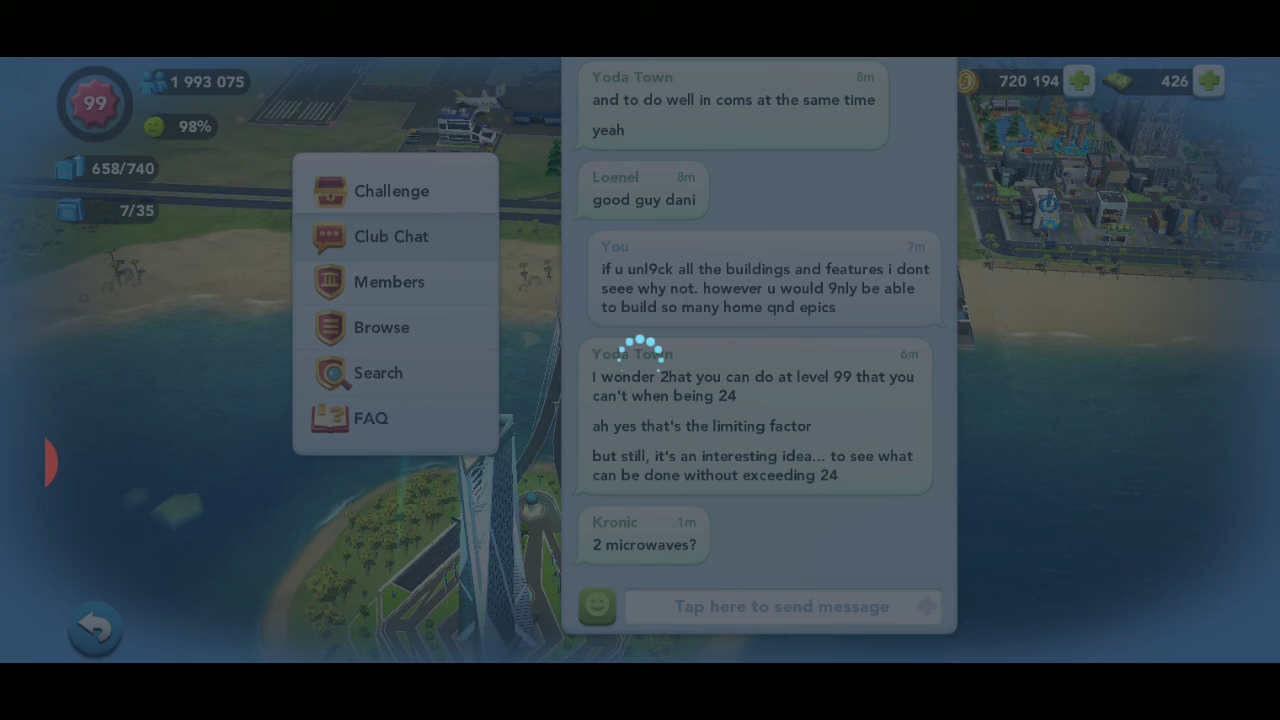 99
1 993 075
98%
658/740
7/35
720 194
426
Challenge
Club Chat
Members
Browse
Search
FAQ
Yoda Town 8m
and to do well in coms at the same time
yeah
Loenel 8m
good guy dani
You 7m
if u unl9ck all the buildings and features i dont
seee why not. however u would 9nly be able
to build so many home qnd epics
Yoda Town 6m
I wonder 2hat you can do at level 99 that you
can't when being 24
ah yes that's the limiting factor
but still, it's an interesting idea... to see what
can be done without exceeding 24
Kronic 1m
2 microwaves?
Tap here to send message